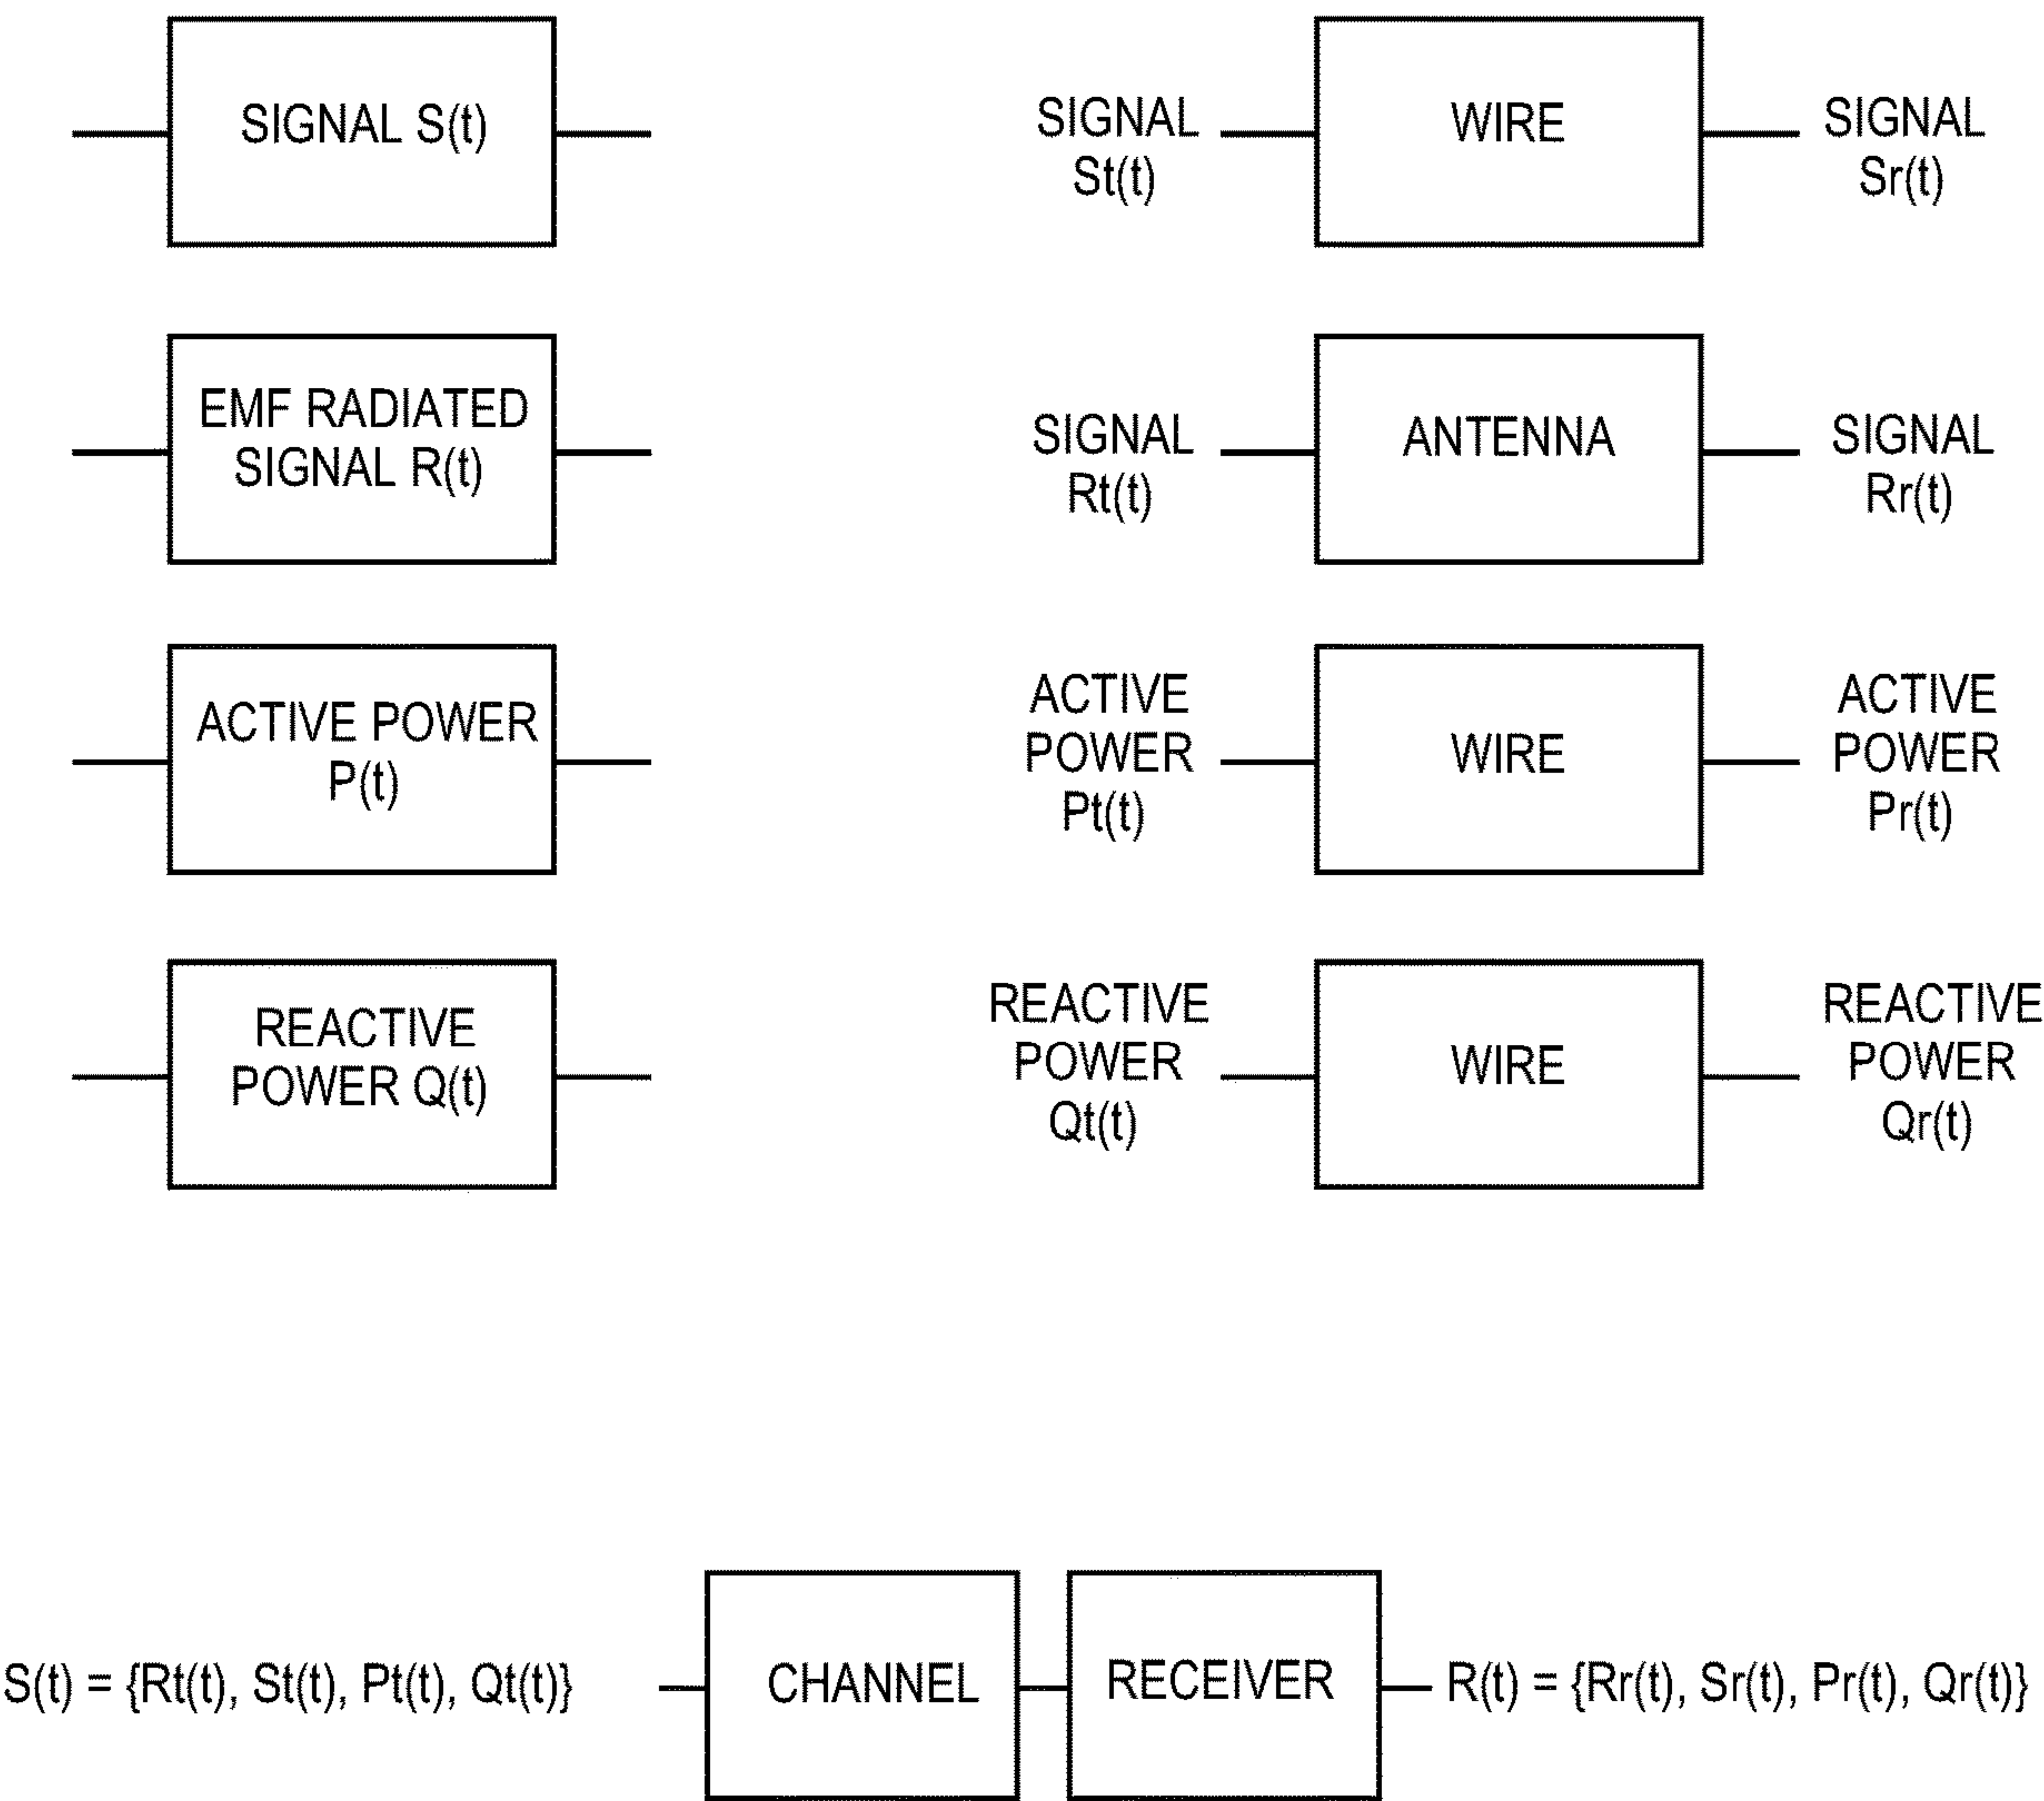 SIGNAL S(t)
SIGNAL
St(t)
WIRE
SIGNAL
Sr(t)
EMF RADIATED
SIGNAL R(t)
SIGNAL
Rt(t)
ANTENNA
SIGNAL
Rr(t)
ACTIVE POWER
P(t)
ACTIVE
POWER
Pt(t)
WIRE
ACTIVE
POWER
Pr(t)
REACTIVE
POWER Q(t)
REACTIVE
POWER
Qt(t)
WIRE
REACTIVE
POWER
Qr(t)
S(t) = {Rt(t), St(t), Pt(t), Qt(t)}
CHANNEL
RECEIVER
R(t) = {Rr(t), Sr(t), Pr(t), Qr(t)}